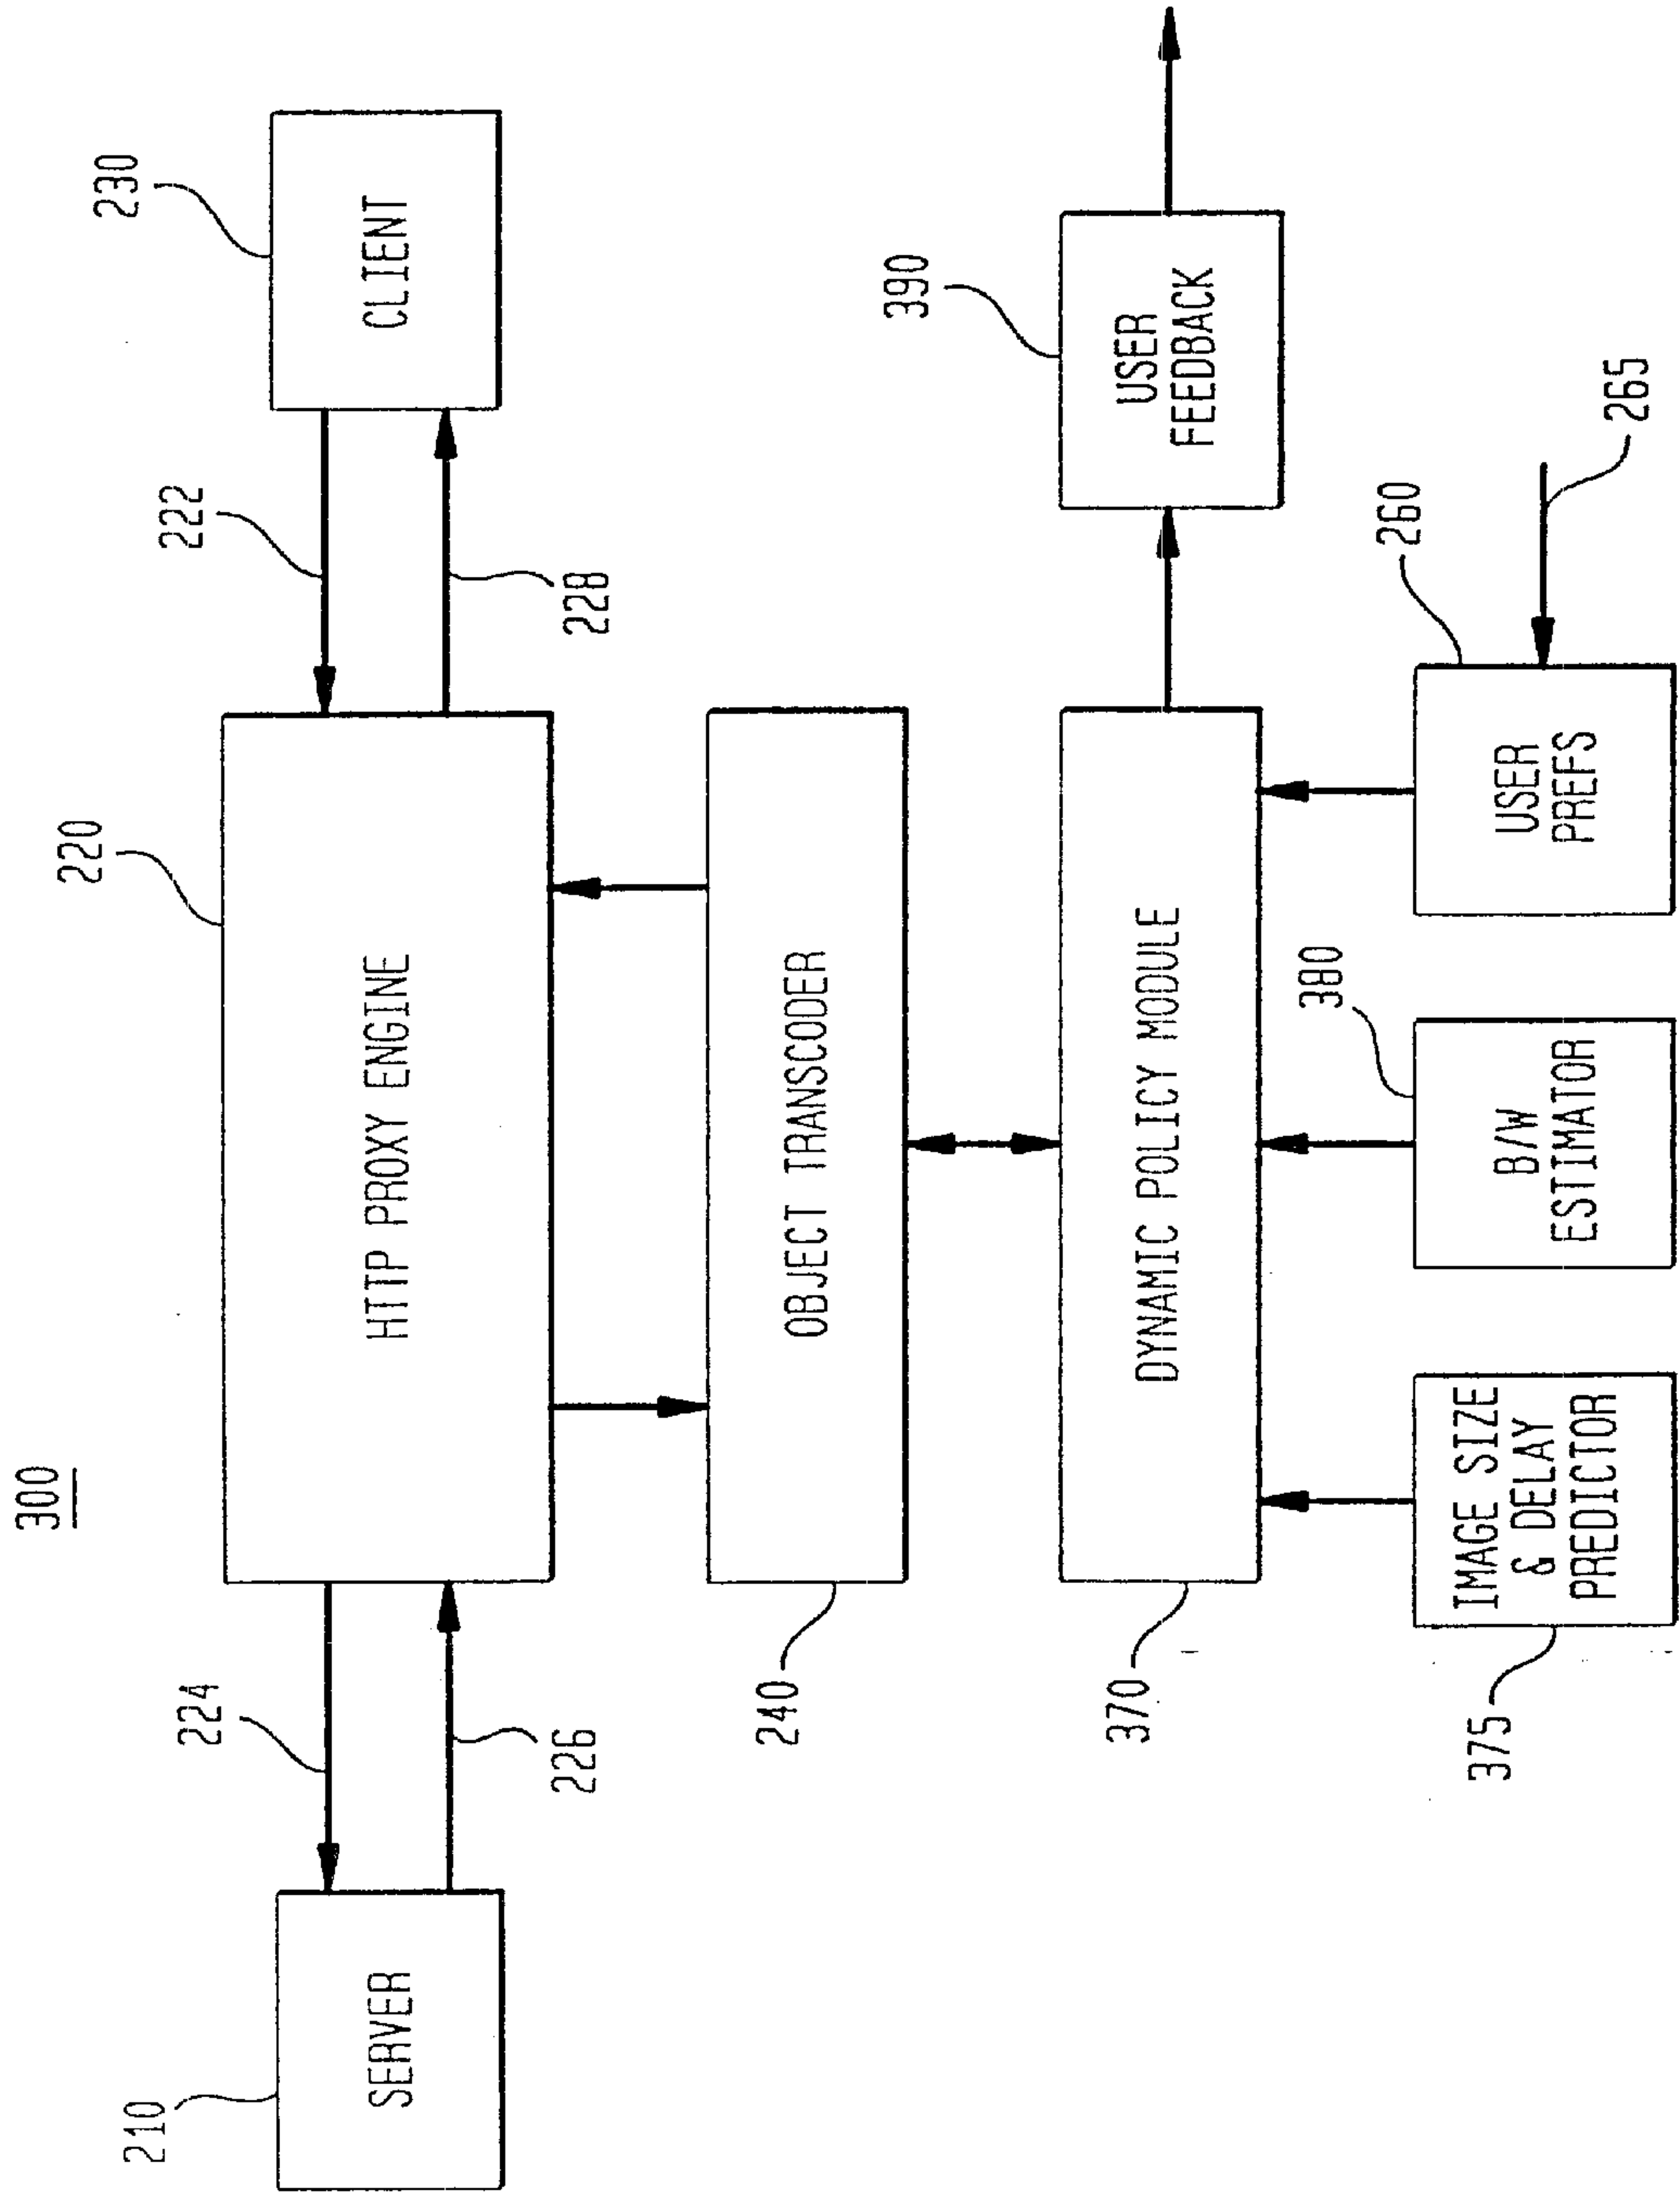 300
220
HTTP PROXY ENGINE
210
SERVER
224
226
222
228
230
CLIENT
240
OBJECT TRANSCODER
370
DYNAMIC POLICY MODULE
390
USER
FEEDBACK
375
IMAGE SIZE
& DELAY
PREDICTOR
380
B/W
ESTIMATOR
260
USER
PREFS
265